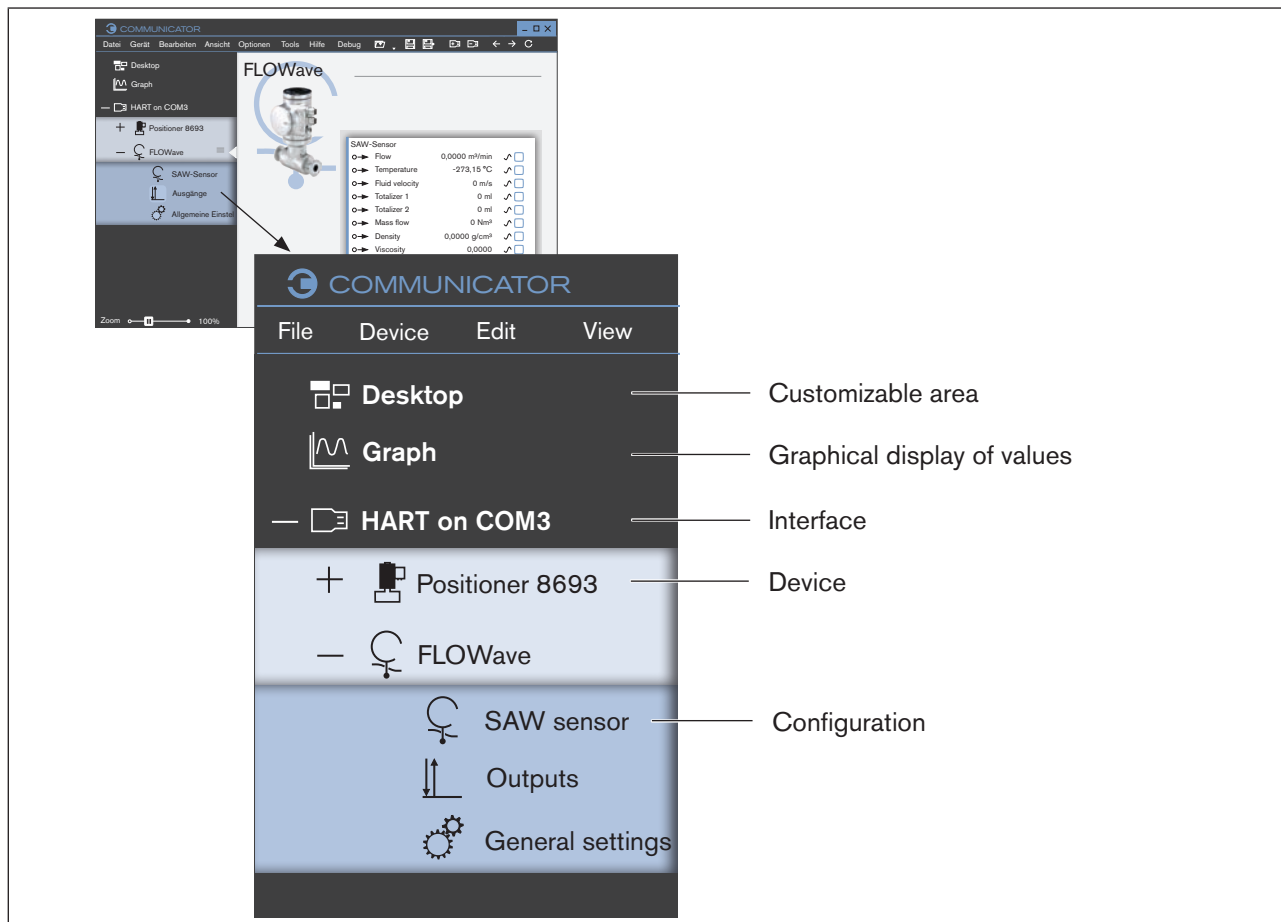 COMMUNICATOR
Datei Gerät Bearbeiten Ansicht Optionen Tools Hilfe Debug
Desktop
Graph
HART on COM3
Positioner 8693
FLOWave
SAW-Sensor
Ausgänge
Allgemeine Einstel
Zoom 100%
FLOWave
SAW-Sensor
Flow 0,0000 m³/min
Temperature -273,15 °C
Fluid velocity 0 m/s
Totalizer 1 0 ml
Totalizer 2 0 ml
Mass flow 0 Nm³
Density 0,0000 g/cm³
Viscosity 0,0000
COMMUNICATOR
File Device Edit View
Desktop Customizable area
Graph Graphical display of values
HART on COM3 Interface
Positioner 8693 Device
FLOWave
SAW sensor Configuration
Outputs
General settings